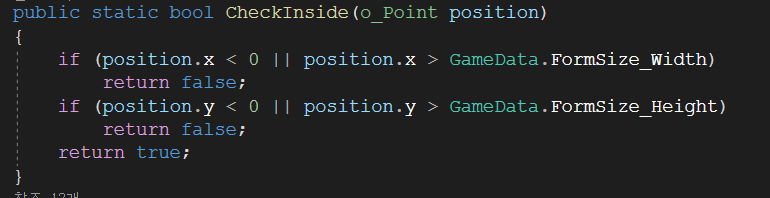 public static bool CheckInside(o_Point position)
{
    if (position.x < 0 || position.x > GameData.FormSize_Width)
        return false;
    if (position.y < 0 || position.y > GameData.FormSize_Height)
        return false;
    return true;
}